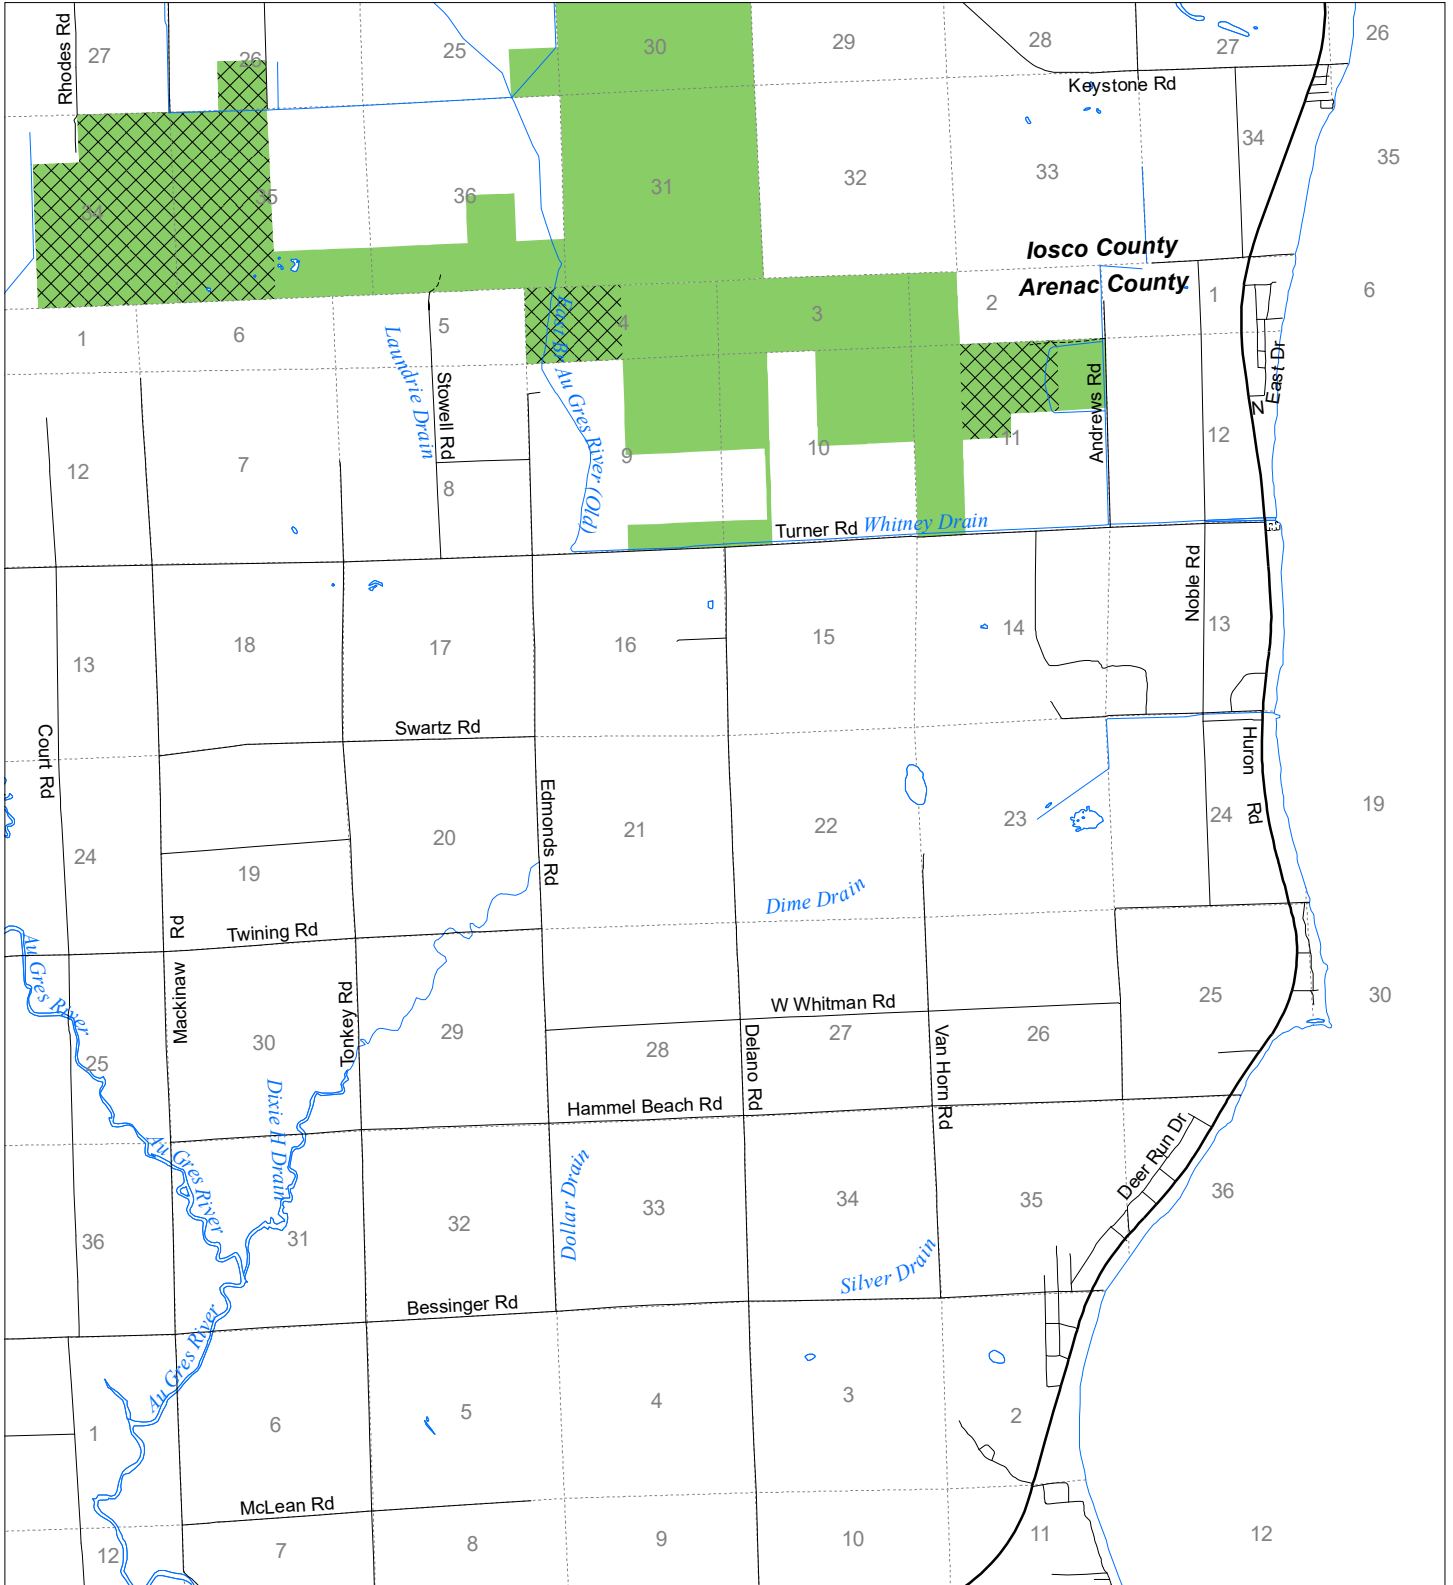 Rhodes Rd
27
26
25
30
29
28
27
26
Keystone Rd
34
35
36
31
32
33
34
35
Iosco County
Arenac County
1
6
5
4
3
2
1
6
Laundrie Drain
Stowell Rd
East Br Au Gres River (Old)
Andrews Rd
East Dr
N
12
7
8
9
10
11
12
Turner Rd
Whitney Drain
Noble Rd
13
18
17
16
15
14
13
Court Rd
Swartz Rd
Edmonds Rd
Huron Rd
24
19
20
21
22
23
24
19
Dime Drain
Mackinaw Rd
Twining Rd
Au Gres River
Tonkey Rd
W Whitman Rd
25
30
29
28
27
26
25
30
Delano Rd
Van Horn Rd
Dixie H Drain
Hammel Beach Rd
Au Gres River
Dollar Drain
Deer Run Dr
36
31
32
33
34
35
36
Silver Drain
Bessinger Rd
Au Gres River
1
6
5
4
3
2
McLean Rd
12
7
8
9
10
11
12